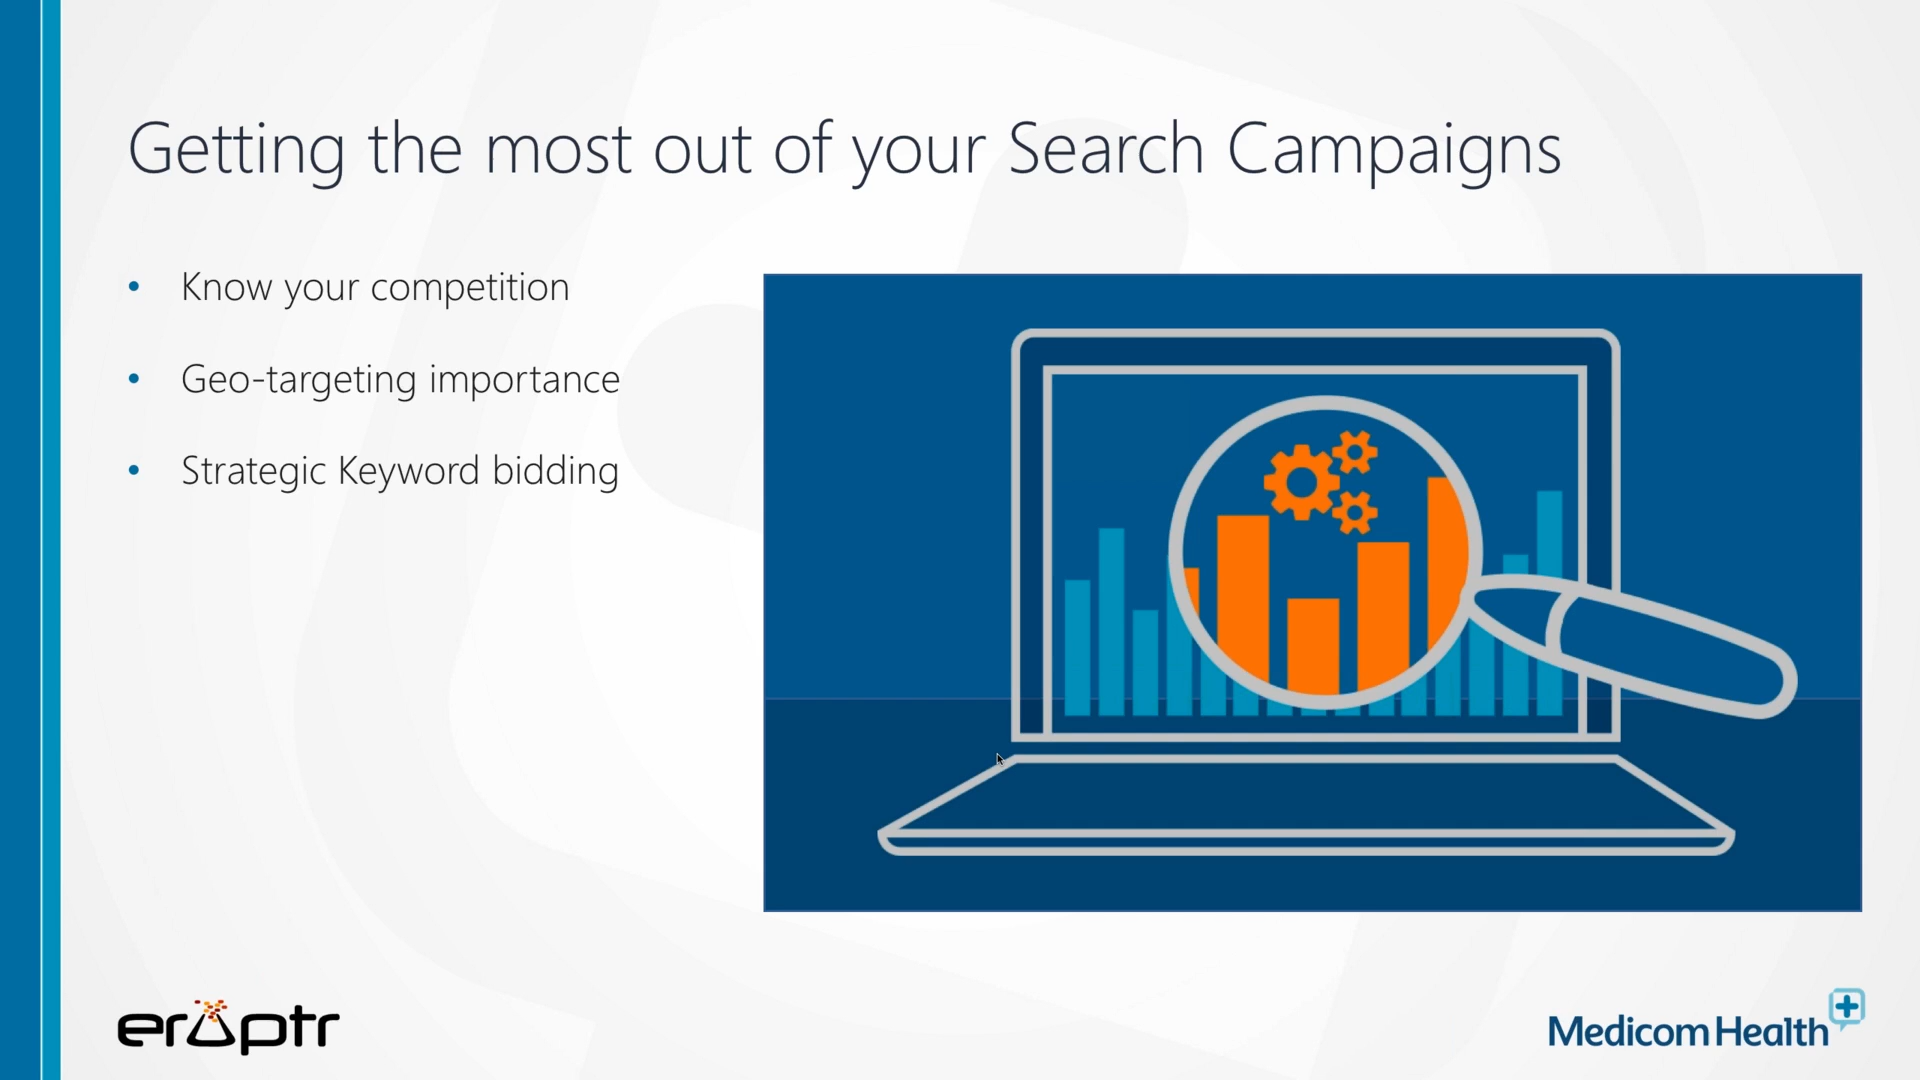 Getting the most out of your Search Campaigns
• Know your competition
• Geo-targeting importance
• Strategic Keyword bidding
eruptr
Medicom Health